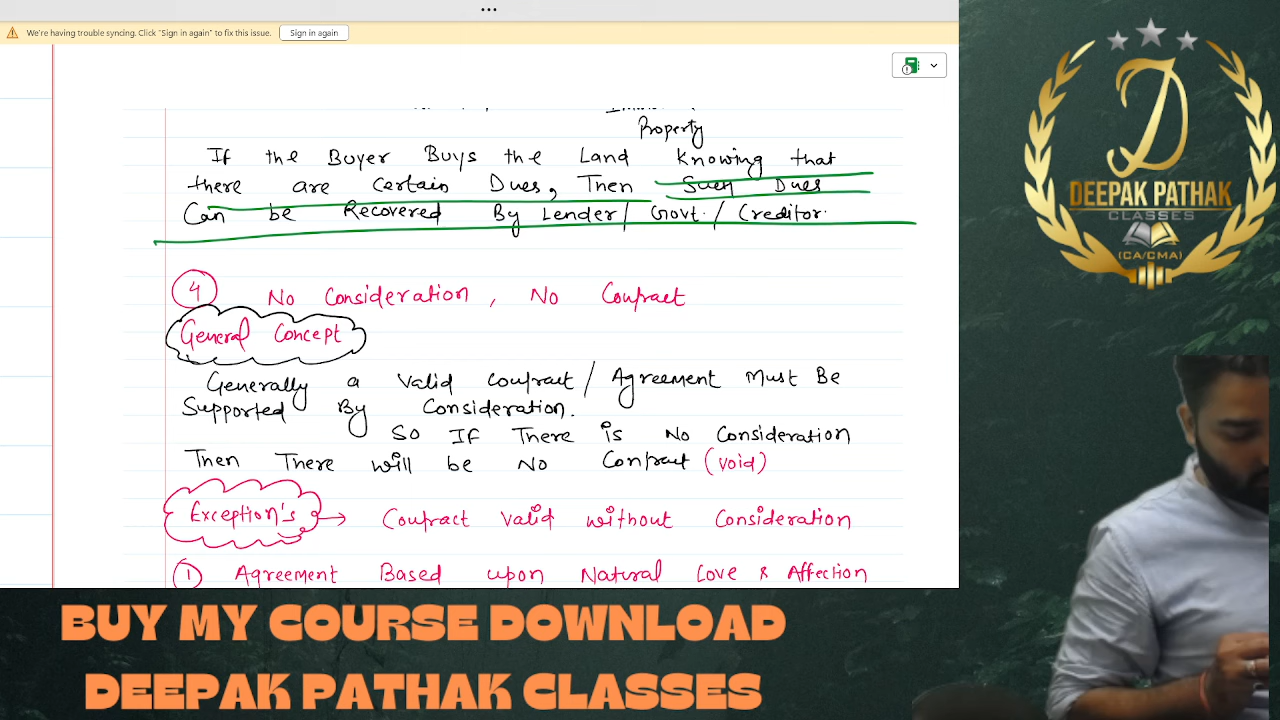 We're having trouble syncing. Click "Sign in again" to fix this issue. Sign in again
Property
If the Buyer Buys the Land Knowing that
there are Certain Dues, Then Such Dues
Can be Recovered By Lender/ Govt. / Creditor.
4 No Consideration, No Contract
General Concept
Generally a valid contract / Agreement Must Be
Supported By Consideration.
So If There is No Consideration
Then There will be No Contract (void)
Exception's → Contract valid without Consideration
1 Agreement Based upon Natural Love & Affection
D
DEEPAK PATHAK
CLASSES
(CA/CMA)
BUY MY COURSE DOWNLOAD
DEEPAK PATHAK CLASSES